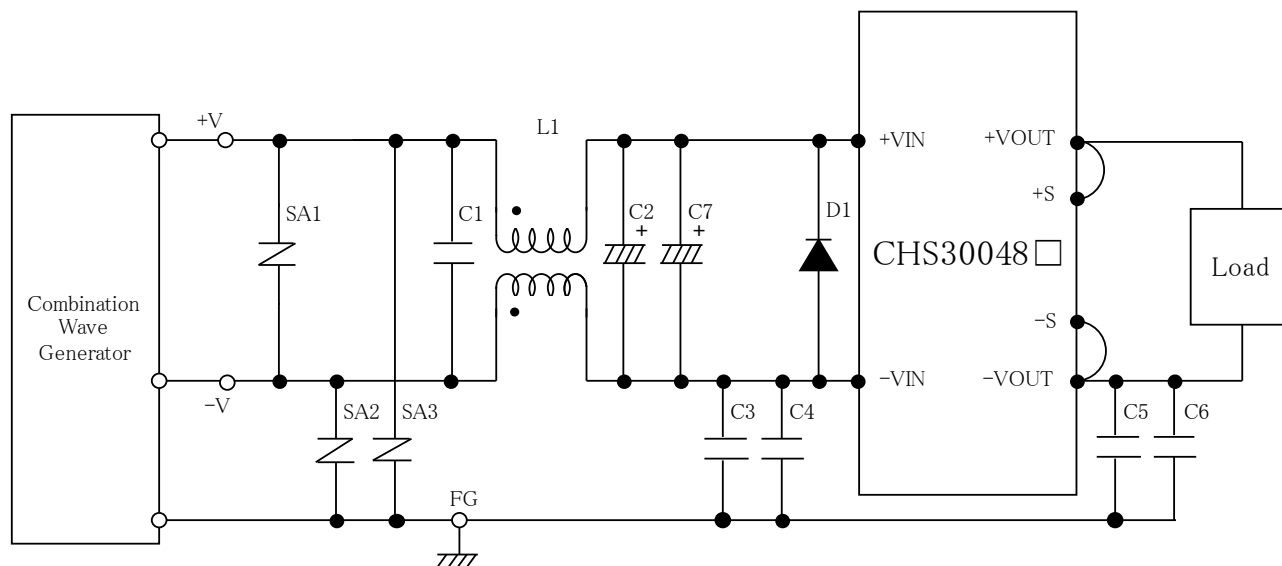 +V
L1
+VIN
+VOUT
+S
SA1
C1
C2
+
C7
+
D1
CHS30048□
Load
Combination
Wave
Generator
−S
−V
−VIN
−VOUT
SA2
SA3
C3
C4
C5
C6
FG